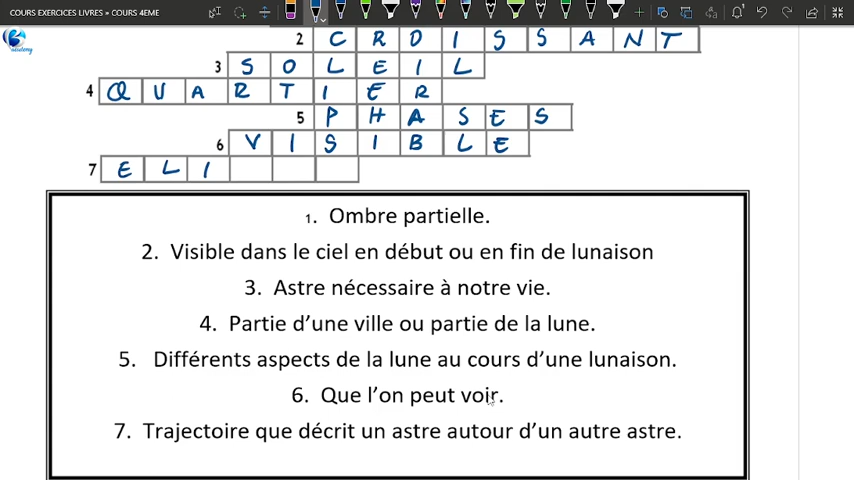 COURS EXERCICES LIVRES » COURS 4EME
academy
2 CROISSANT
3 SOLEIL
4 QUARTIER
5 PHASES
6 VISIBLE
7 ELI
1. Ombre partielle.
2. Visible dans le ciel en début ou en fin de lunaison
3. Astre nécessaire à notre vie.
4. Partie d'une ville ou partie de la lune.
5. Différents aspects de la lune au cours d'une lunaison.
6. Que l'on peut voir.
7. Trajectoire que décrit un astre autour d'un autre astre.